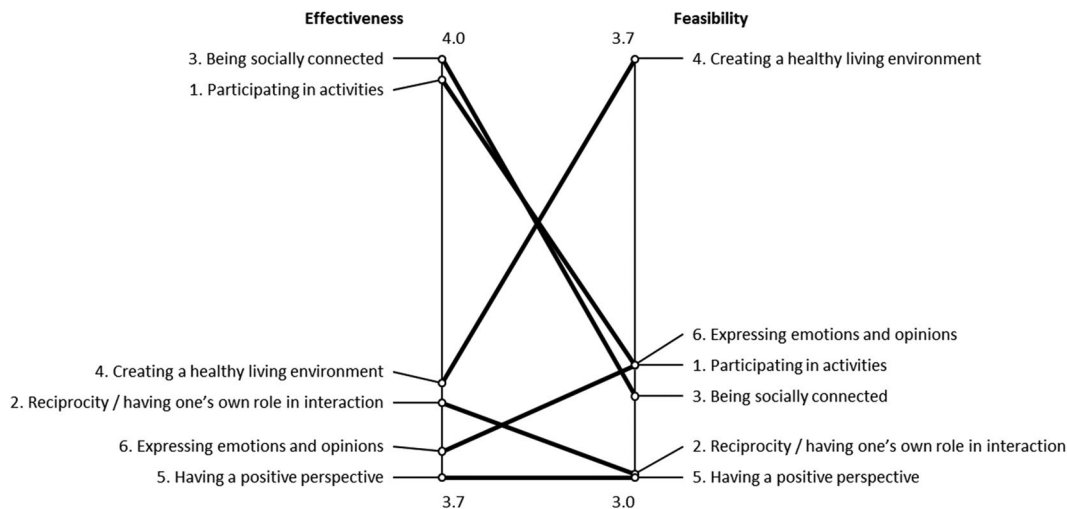 Effectiveness
Feasibility
4.0
3.7
3. Being socially connected
4. Creating a healthy living environment
1. Participating in activities
6. Expressing emotions and opinions
1. Participating in activities
4. Creating a healthy living environment
3. Being socially connected
2. Reciprocity / having one’s own role in interaction
6. Expressing emotions and opinions
2. Reciprocity / having one’s own role in interaction
5. Having a positive perspective
5. Having a positive perspective
3.7
3.0